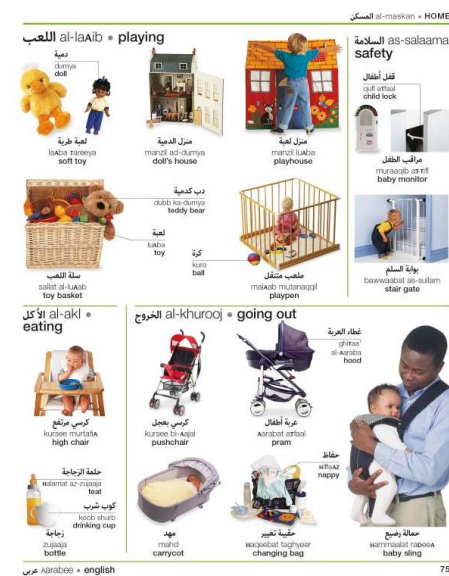 المسكن al-maskan • HOME
اللعب al-laAib • playing
دمية
dumya
doll
لعبة طرية
laAba Tareeya
soft toy
منزل الدمية
manzil ad-dumya
doll's house
منزل لعبة
manzil luAba
playhouse
دب كدمية
dubb ka-dumya
teddy bear
لعبة
luAba
toy
كرة
kura
ball
سلة اللعب
sallat al-luAab
toy basket
ملعب متنقل
malAab mutanaqqil
playpen
السلامة as-salaama
safety
قفل أطفال
qufl aTfaal
child lock
مراقب الطفل
muraaqib aT-Tifl
baby monitor
بوابة السلم
bawwaabat as-sullam
stair gate
الأكل al-akl •
eating
كرسي مرتفع
kursee murtafiA
high chair
حلمة الزجاجة
Halamat az-zujaaja
teat
كوب شرب
koob shurb
drinking cup
زجاجة
zujaaja
bottle
الخروج al-khurooj • going out
كرسي بعجل
kursee bi-Aajal
pushchair
غطاء العربة
ghiTaa'
al-Aaraba
hood
عربة أطفال
Aarabat aTfaal
pram
مهد
mahd
carrycot
حفاظ
HiffaaZ
nappy
حقيبة تغيير
Haqeebat taghyeer
changing bag
حمالة رضيع
Hammaalat raDeeA
baby sling
عربي Aarabee • english
75